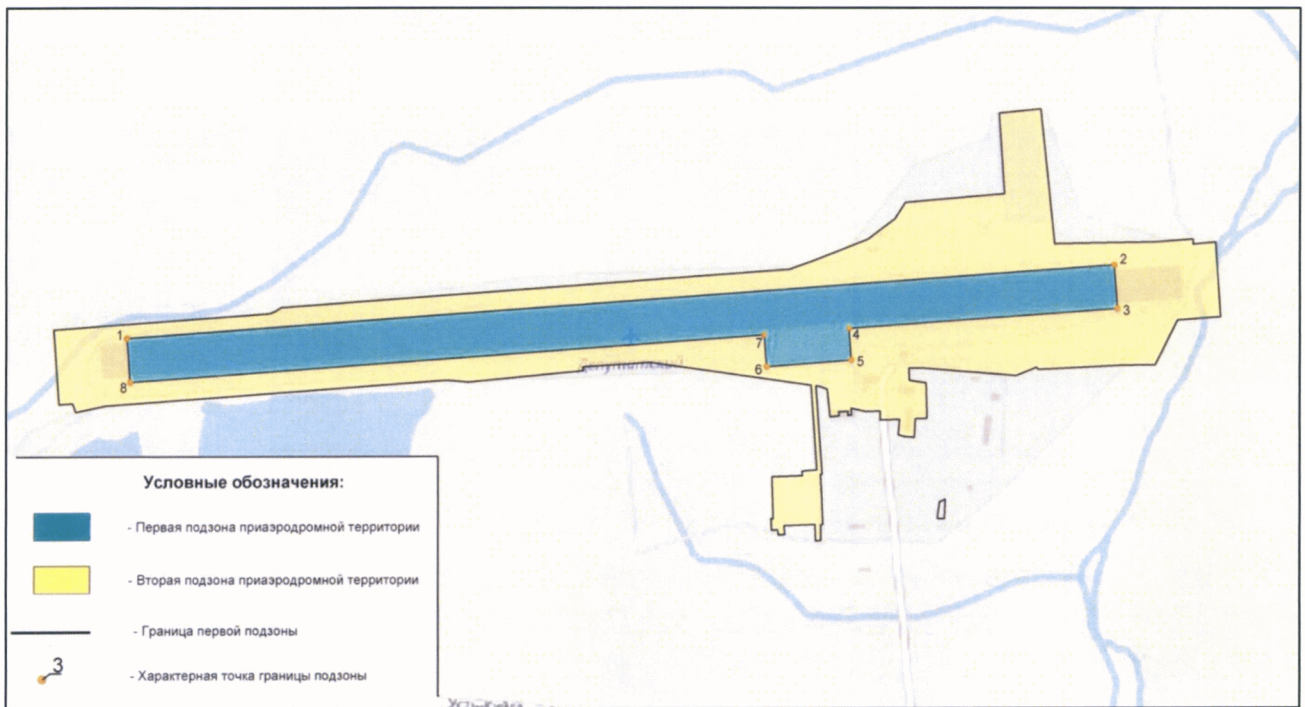 2
1
3
4
7
Депутатский
5
6
8
Условные обозначения:
- Первая подзона приаэродромной территории
- Вторая подзона приаэродромной территории
- Граница первой подзоны
3
- Характерная точка границы подзоны